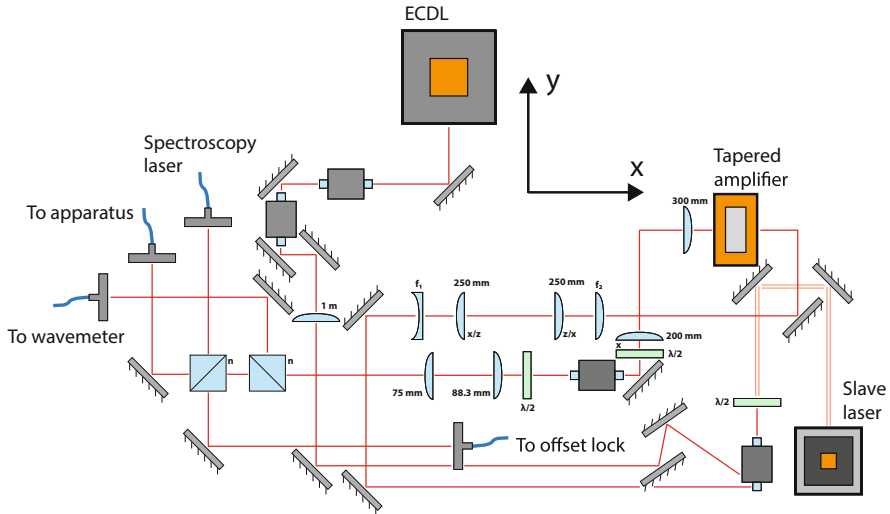 ECDL
y
x
Spectroscopy
laser
Tapered
amplifier
To apparatus
300 mm
To wavemeter
1 m
f₁
250 mm
x/z
250 mm
z/x
f₂
200 mm
x
λ/2
n
n
75 mm
88.3 mm
λ/2
λ/2
Slave
laser
To offset lock